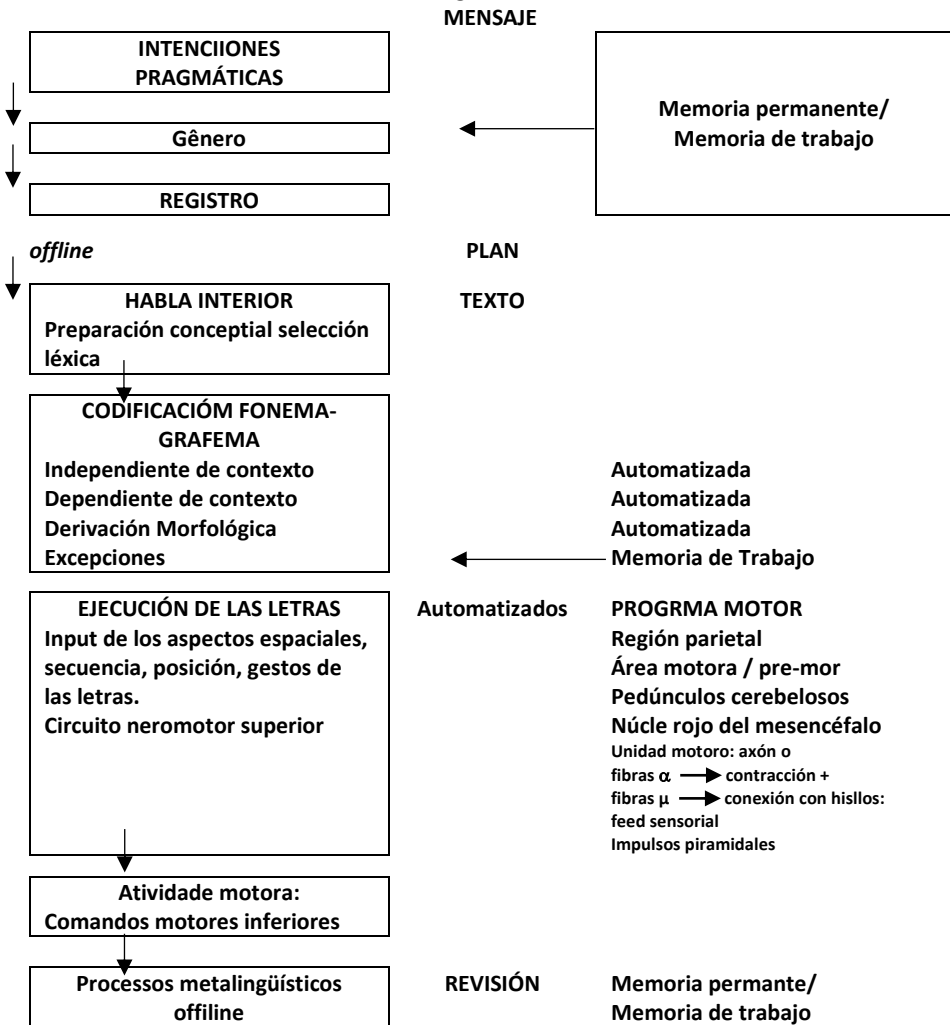 MENSAJE
INTENCIIONES
PRAGMÁTICAS
Memoria permanente/
Memoria de trabajo
Gênero
REGISTRO
offline
PLAN
HABLA INTERIOR
TEXTO
Preparación conceptial selección
léxica
CODIFICACIÓM FONEMA-
GRAFEMA
Independiente de contexto
Automatizada
Dependiente de contexto
Automatizada
Derivación Morfológica
Automatizada
Excepciones
Memoria de Trabajo
EJECUCIÓN DE LAS LETRAS
Automatizados
PROGRMA MOTOR
Input de los aspectos espaciales,
Región parietal
secuencia, posición, gestos de
Área motora / pre-mor
las letras.
Pedúnculos cerebelosos
Circuito neromotor superior
Núcle rojo del mesencéfalo
Unidad motoro: axón o
fibras α → contracción +
fibras µ → conexión con hisllos:
feed sensorial
Impulsos piramidales
Atividade motora:
Comandos motores inferiores
Processos metalingüísticos
offiline
REVISIÓN
Memoria permante/
Memoria de trabajo